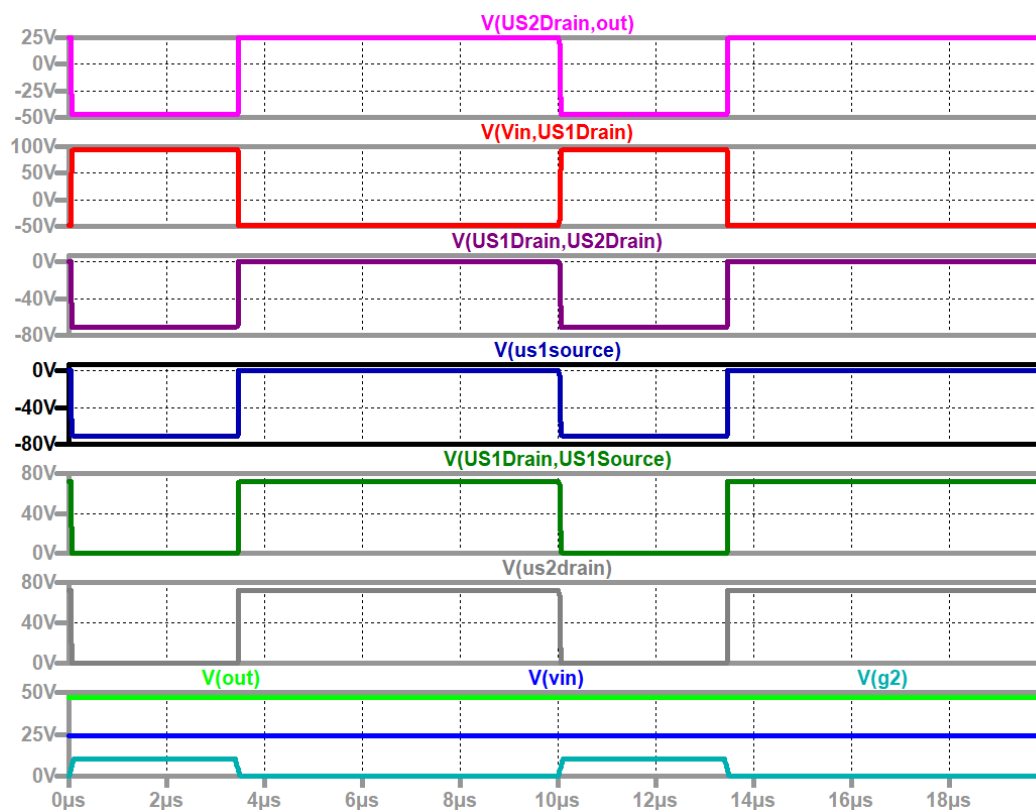 V(US2Drain,out)
25V
0V
-25V
-50V
V(Vin,US1Drain)
100V
50V
0V
-50V
V(US1Drain,US2Drain)
0V
-40V
-80V
V(us1source)
0V
-40V
-80V
V(US1Drain,US1Source)
80V
40V
0V
V(us2drain)
80V
40V
0V
V(out) V(vin) V(g2)
50V
25V
0V
0µs 2µs 4µs 6µs 8µs 10µs 12µs 14µs 16µs 18µs